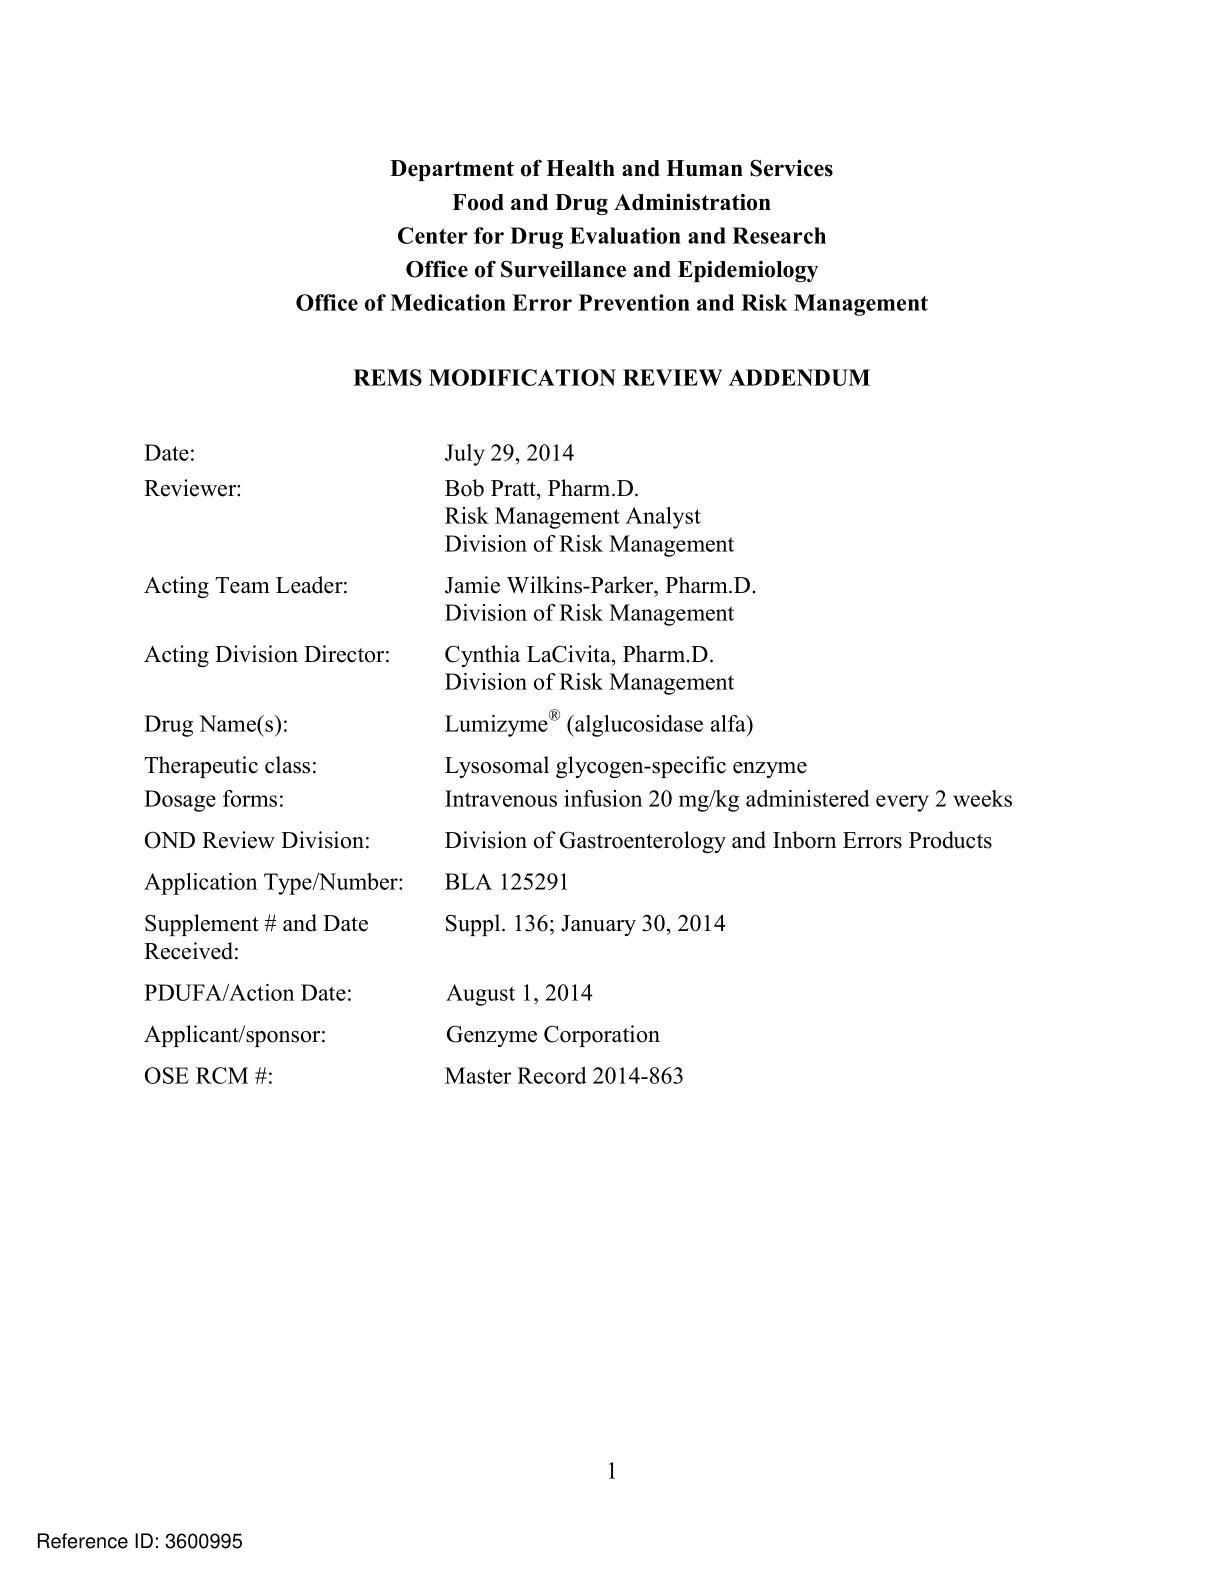 Department of Health and Human Services
Food and Drug Administration
Center for Drug Evaluation and Research
Office of Surveillance and Epidemiology
Office of Medication Error Prevention and Risk Management
REMS MODIFICATION REVIEW ADDENDUM
Date: July 29, 2014
Reviewer: Bob Pratt, Pharm.D.
Risk Management Analyst
Division of Risk Management
Acting Team Leader: Jamie Wilkins-Parker, Pharm.D.
Division of Risk Management
Acting Division Director: Cynthia LaCivita, Pharm.D.
Division of Risk Management
Drug Name(s): Lumizyme® (alglucosidase alfa)
Therapeutic class: Lysosomal glycogen-specific enzyme
Dosage forms: Intravenous infusion 20 mg/kg administered every 2 weeks
OND Review Division: Division of Gastroenterology and Inborn Errors Products
Application Type/Number: BLA 125291
Supplement # and Date Suppl. 136; January 30, 2014
Received:
PDUFA/Action Date: August 1, 2014
Applicant/sponsor: Genzyme Corporation
OSE RCM #: Master Record 2014-863
1
Reference ID: 3600995